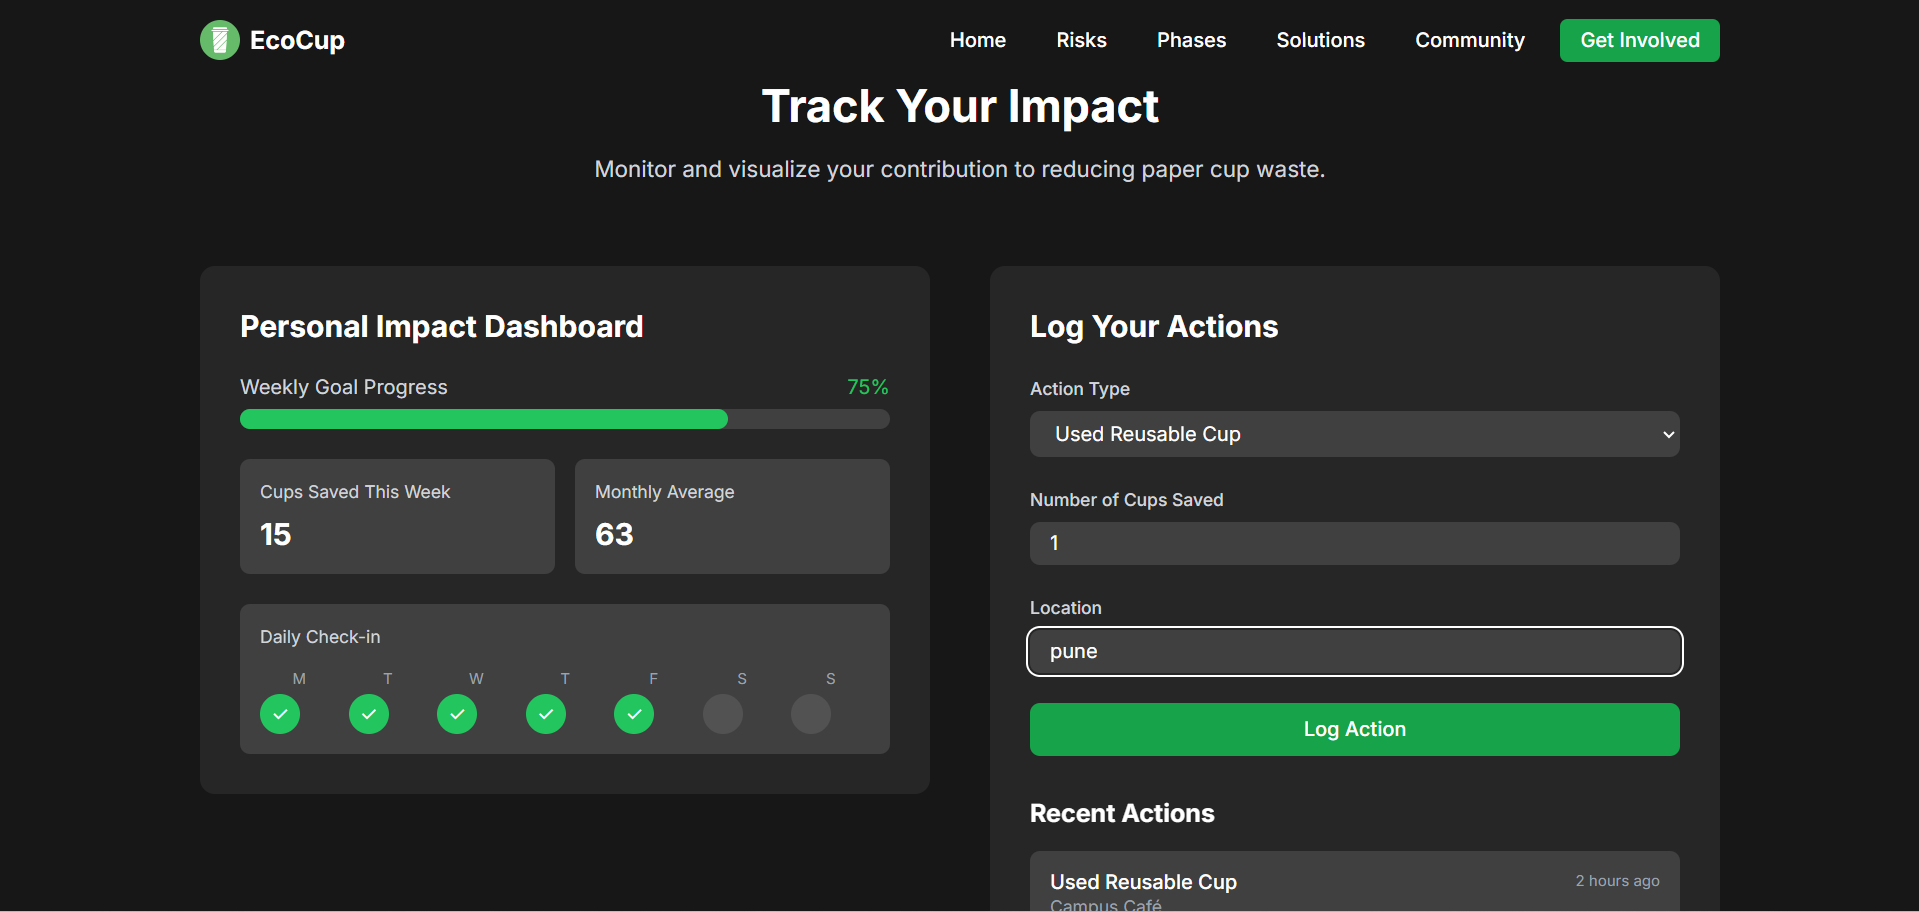 EcoCup
Home
Risks
Phases
Solutions
Community
Get Involved
Track Your Impact
Monitor and visualize your contribution to reducing paper cup waste.
Personal Impact Dashboard
Weekly Goal Progress
75%
Cups Saved This Week
15
Monthly Average
63
Daily Check-in
M T W T F S S
Log Your Actions
Action Type
Used Reusable Cup
Number of Cups Saved
1
Location
pune
Log Action
Recent Actions
Used Reusable Cup
2 hours ago
Campus Café